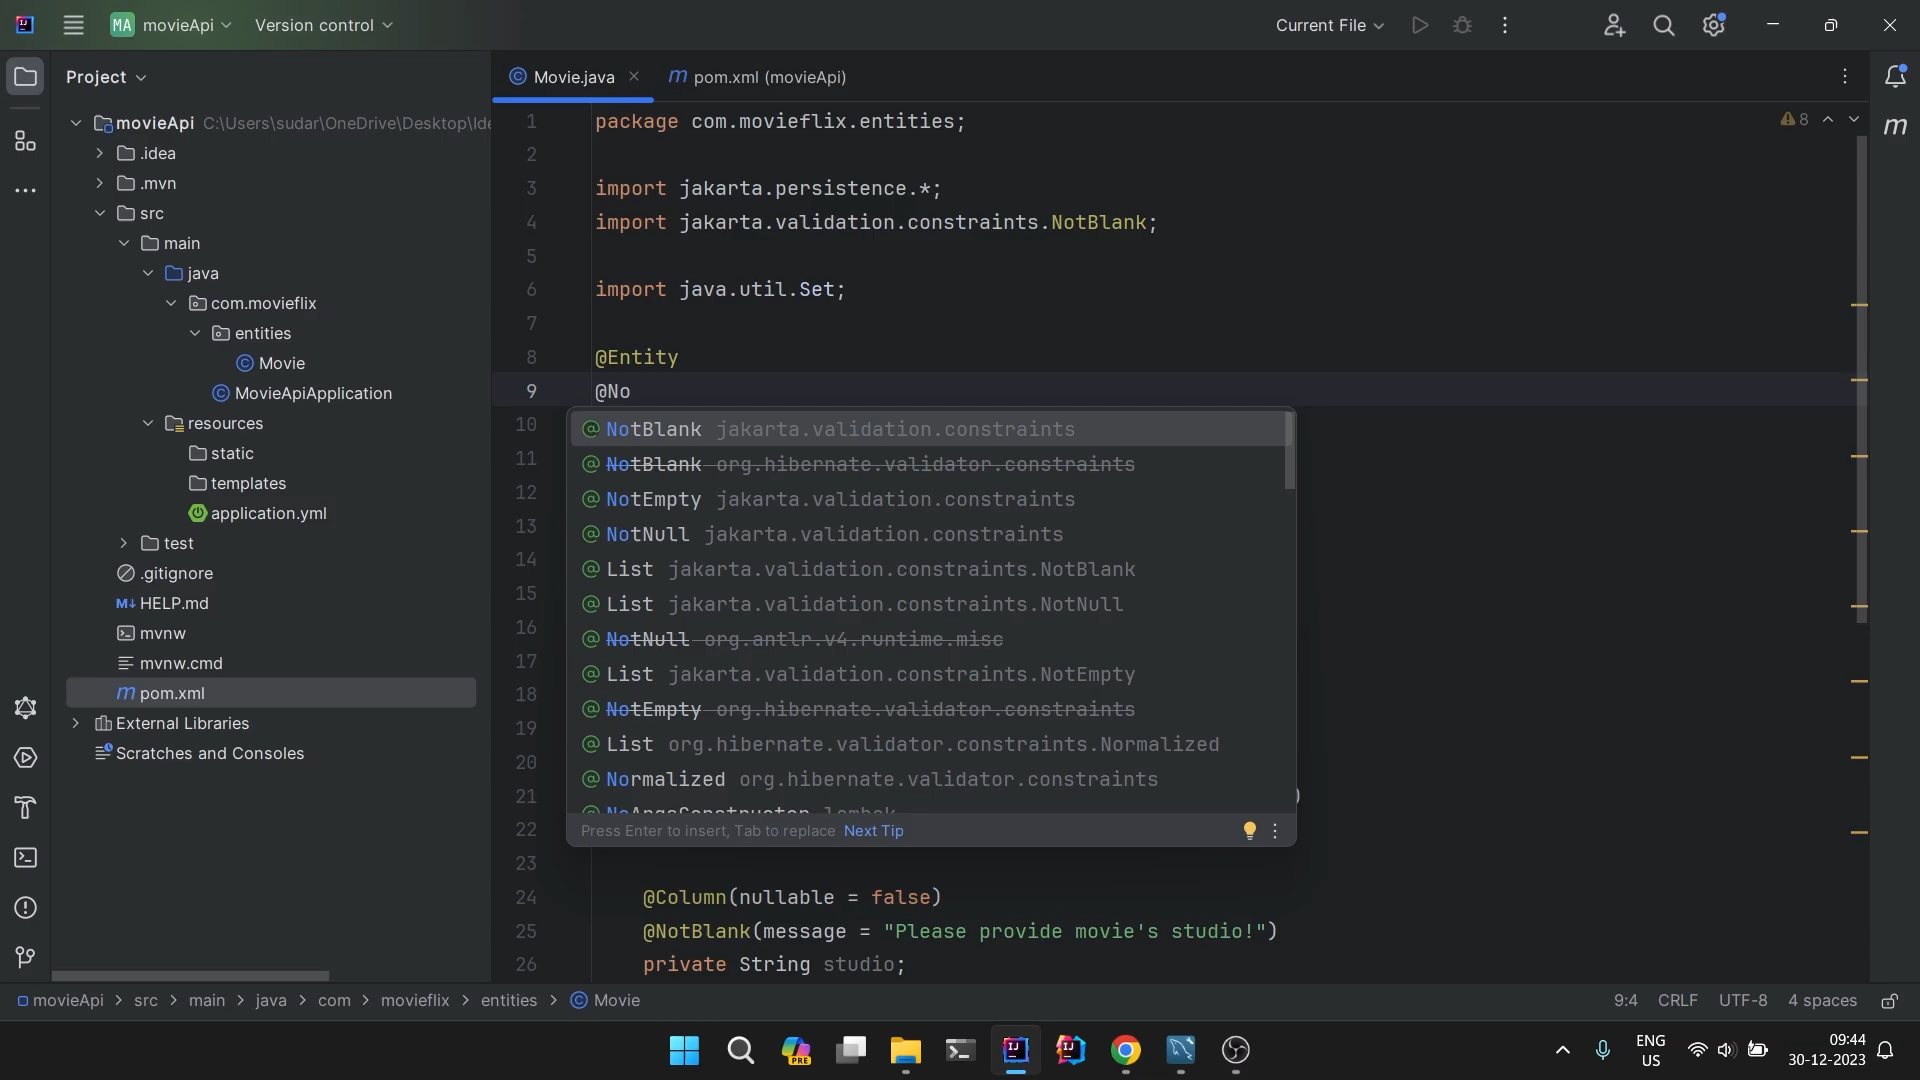 MA movieApi Version control
Current File
Project
Movie.java
m pom.xml (movieApi)
movieApi C:\Users\sudar\OneDrive\Desktop\Ide
.idea
.mvn
src
main
java
com.movieflix
entities
Movie
MovieApiApplication
resources
static
templates
application.yml
test
.gitignore
M↓ HELP.md
mvnw
mvnw.cmd
m pom.xml
External Libraries
Scratches and Consoles
8
m
1 package com.movieflix.entities;
2
3 import jakarta.persistence.*;
4 import jakarta.validation.constraints.NotBlank;
5
6 import java.util.Set;
7
8 @Entity
9 @No
10
11
12
13
14
15
16
17
18
19
20
21 )
22
23
24 @Column(nullable = false)
25 @NotBlank(message = "Please provide movie's studio!")
26 private String studio;
@ NotBlank jakarta.validation.constraints
@ NotBlank org.hibernate.validator.constraints
@ NotEmpty jakarta.validation.constraints
@ NotNull jakarta.validation.constraints
@ List jakarta.validation.constraints.NotBlank
@ List jakarta.validation.constraints.NotNull
@ NotNull org.antlr.v4.runtime.misc
@ List jakarta.validation.constraints.NotEmpty
@ NotEmpty org.hibernate.validator.constraints
@ List org.hibernate.validator.constraints.Normalized
@ Normalized org.hibernate.validator.constraints
@ NoArgsConstructor lombok
Press Enter to insert, Tab to replace Next Tip
movieApi > src > main > java > com > movieflix > entities > Movie
9:4 CRLF UTF-8 4 spaces
PRE
ENG
US
09:44
30-12-2023